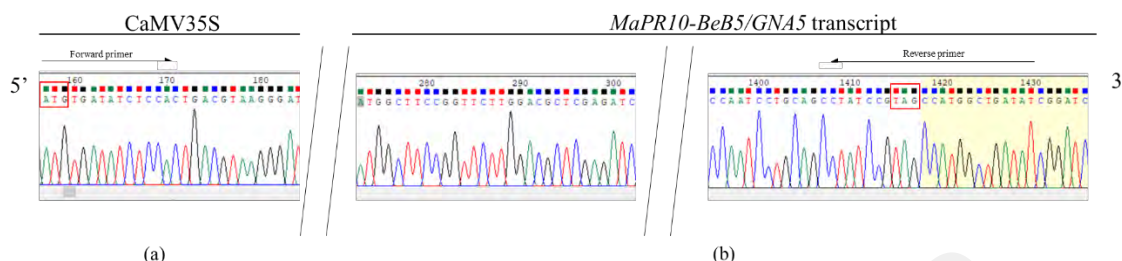 CaMV35S
MaPR10-BeB5/GNA5 transcript
Forward primer
Reverse primer
5’
3
160 170 180
ATGTGATATCTCCACTGACGTAAGGGAT
280 290 300
ATGGCTTCCGGTTCTTGGACGCTCGAGATC
1400 1410 1420 1430
CCAATCCTGCAGCCTATCCGTAGCCATGGCTGATATCGGATC
(a)
(b)